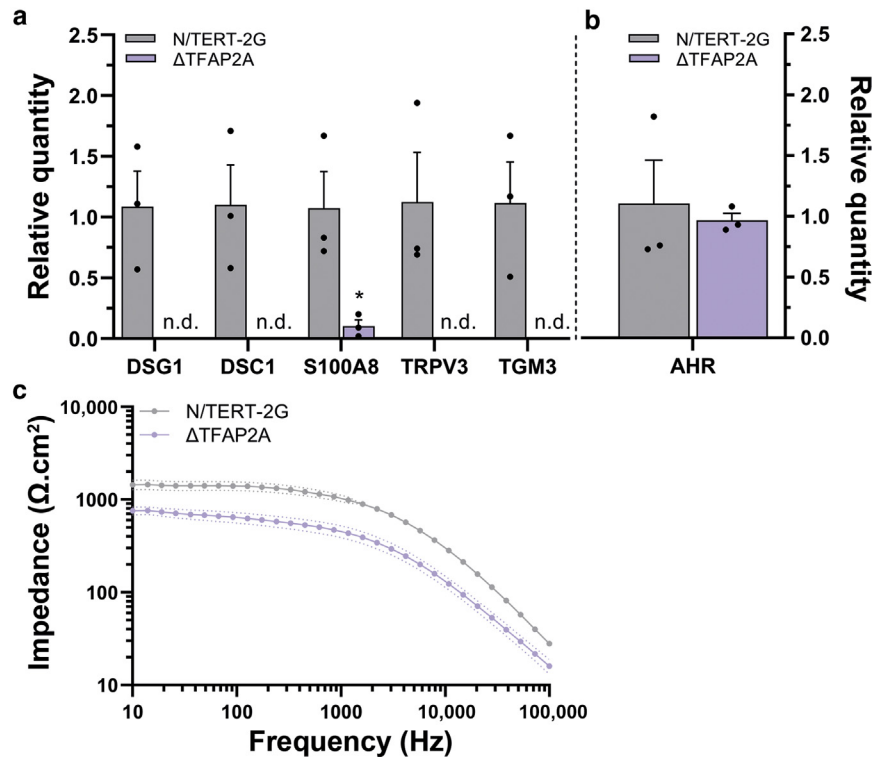 a
N/TERT-2G
ΔTFAP2A
Relative quantity
2.5
2.0
1.5
1.0
0.5
0.0
n.d.
n.d.
*
n.d.
n.d.
DSG1
DSC1
S100A8
TRPV3
TGM3
b
N/TERT-2G
ΔTFAP2A
2.5
2.0
1.5
1.0
0.5
0.0
Relative quantity
AHR
c
N/TERT-2G
ΔTFAP2A
Impedance (Ω.cm²)
10,000
1000
100
10
10
100
1000
10,000
100,000
Frequency (Hz)